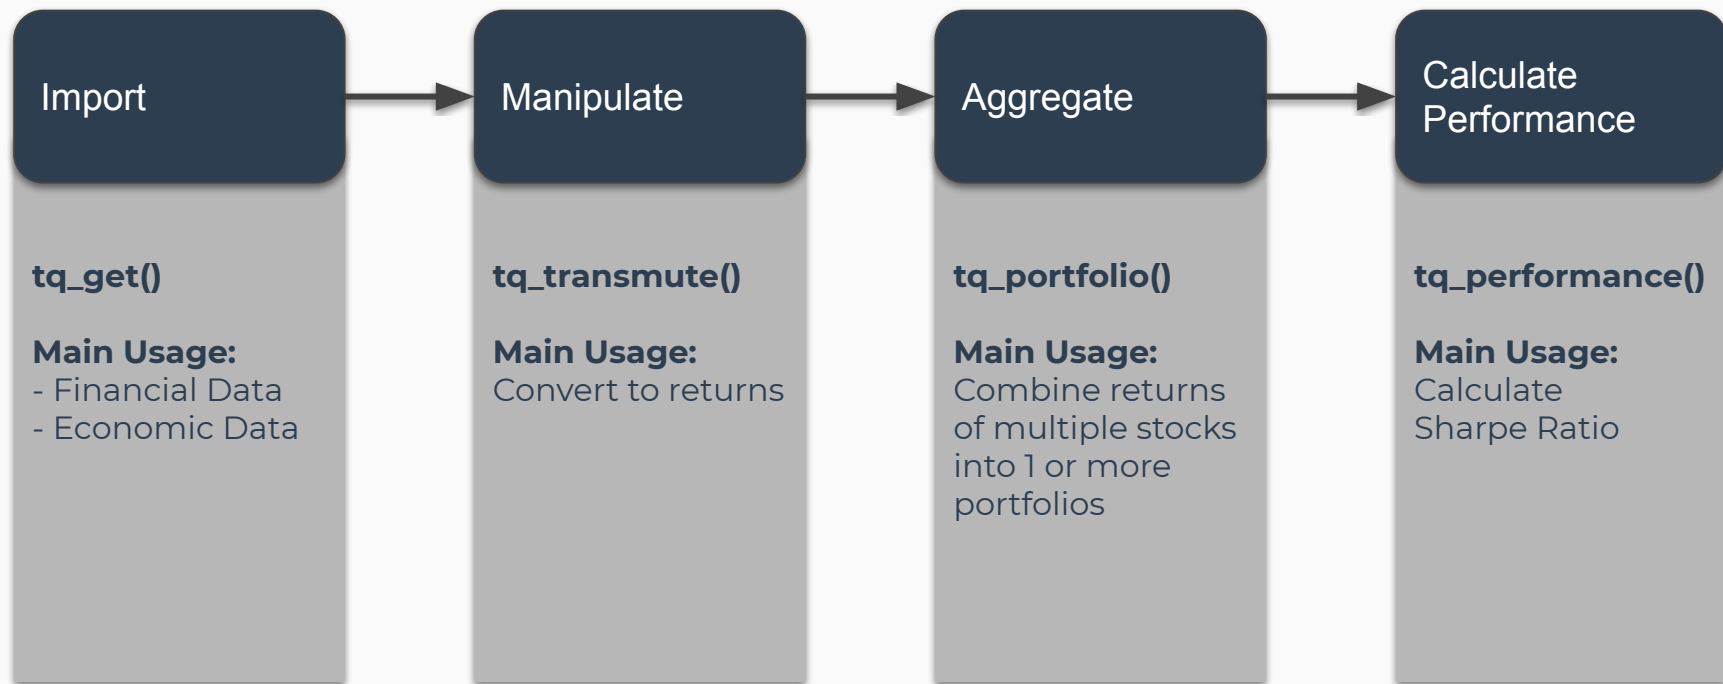 Import
Manipulate
Aggregate
Calculate
Performance
tq_get()
Main Usage:
- Financial Data
- Economic Data
tq_transmute()
Main Usage:
Convert to returns
tq_portfolio()
Main Usage:
Combine returns
of multiple stocks
into 1 or more
portfolios
tq_performance()
Main Usage:
Calculate
Sharpe Ratio